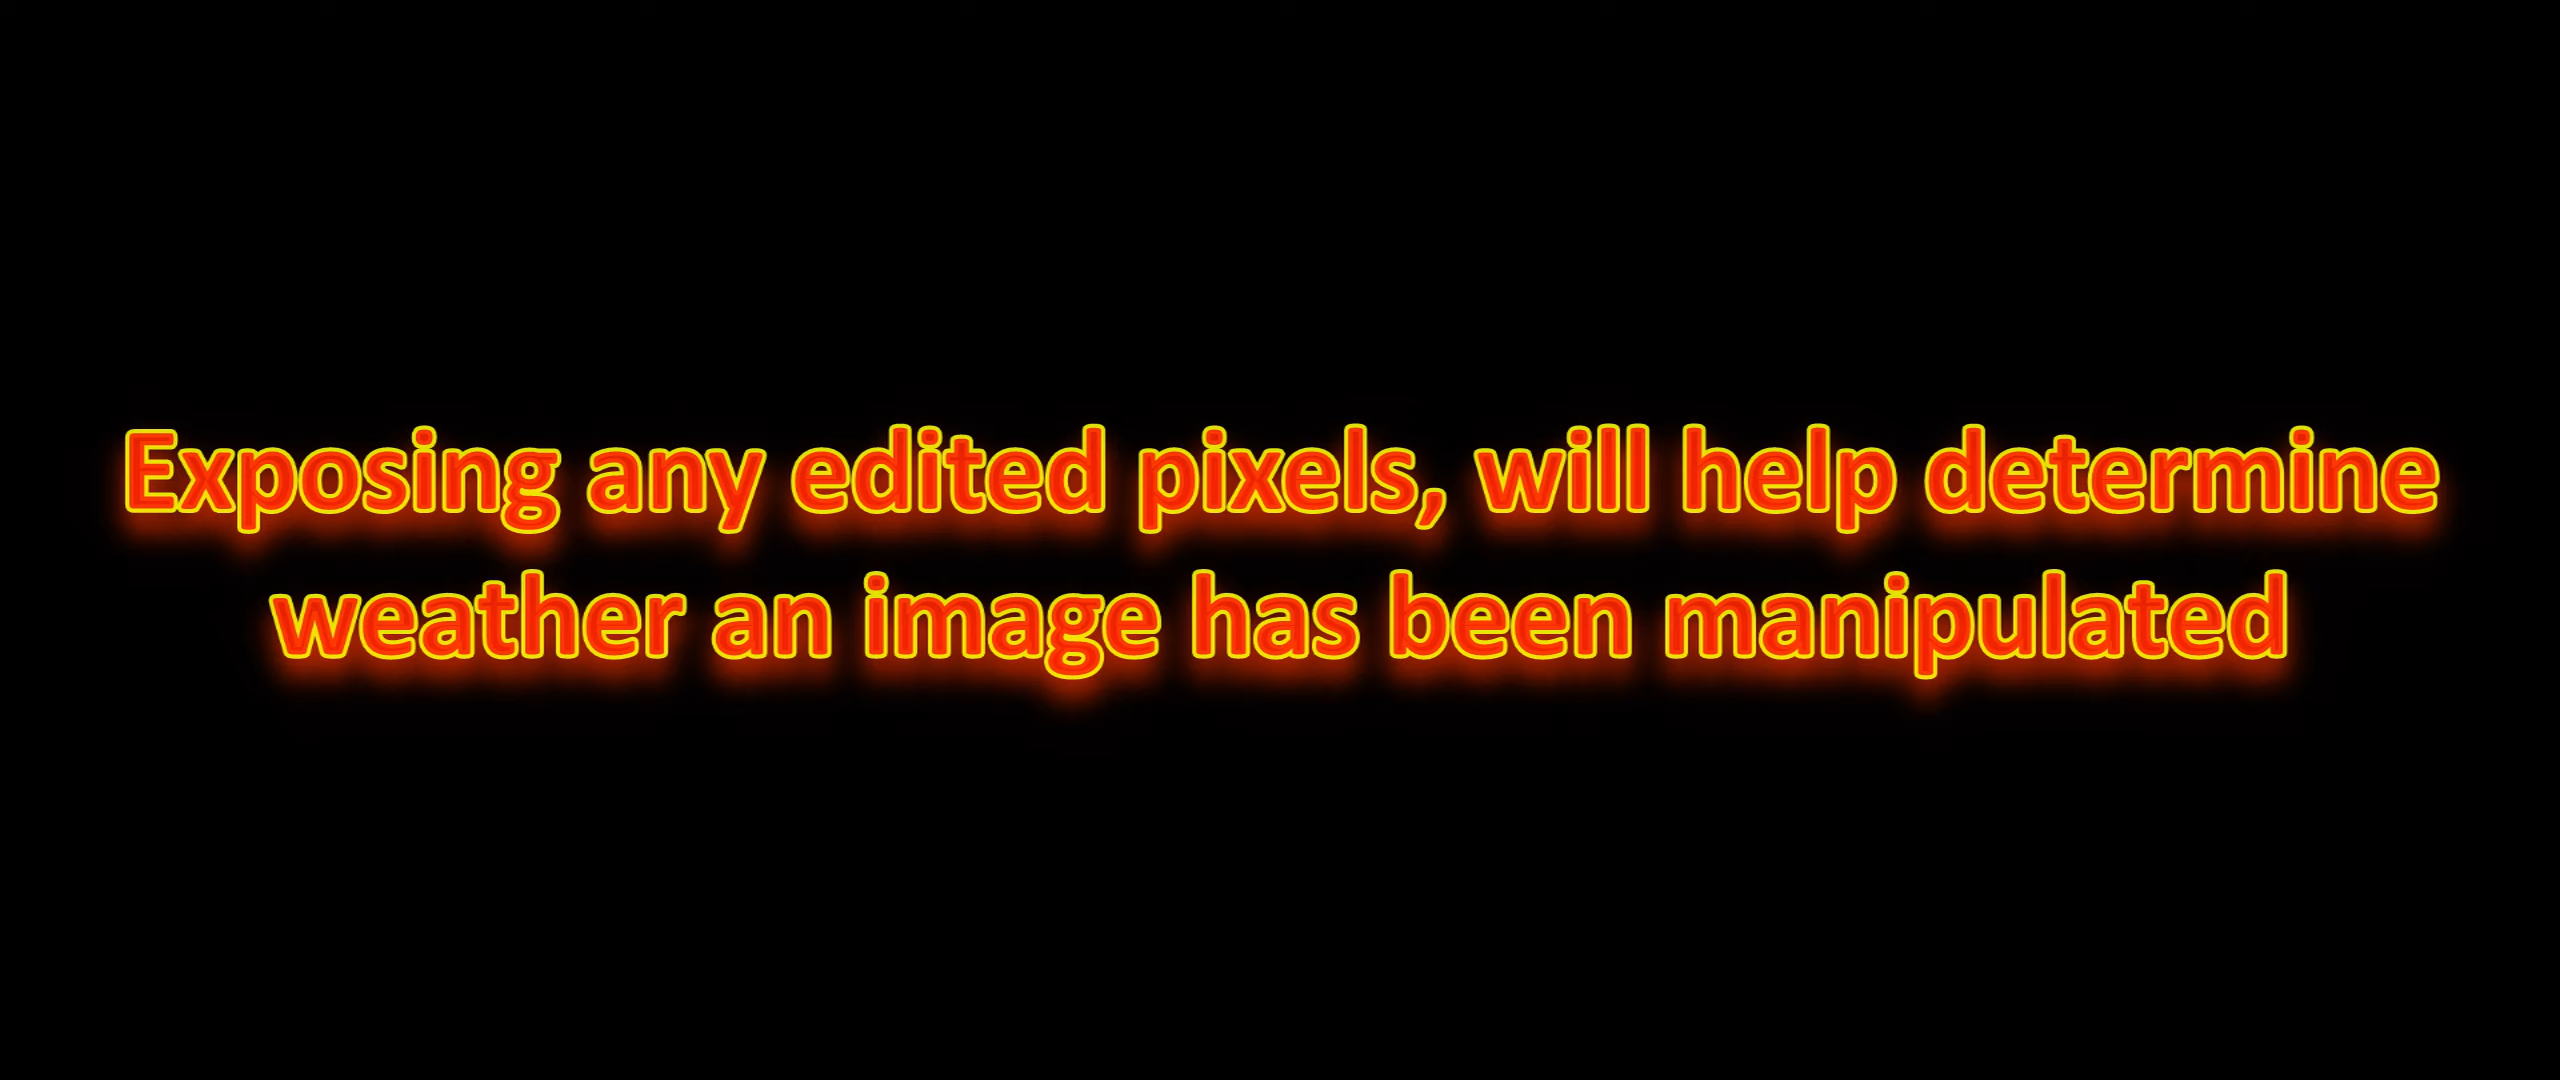 Exposing any edited pixels, will help determine
weather an image has been manipulated